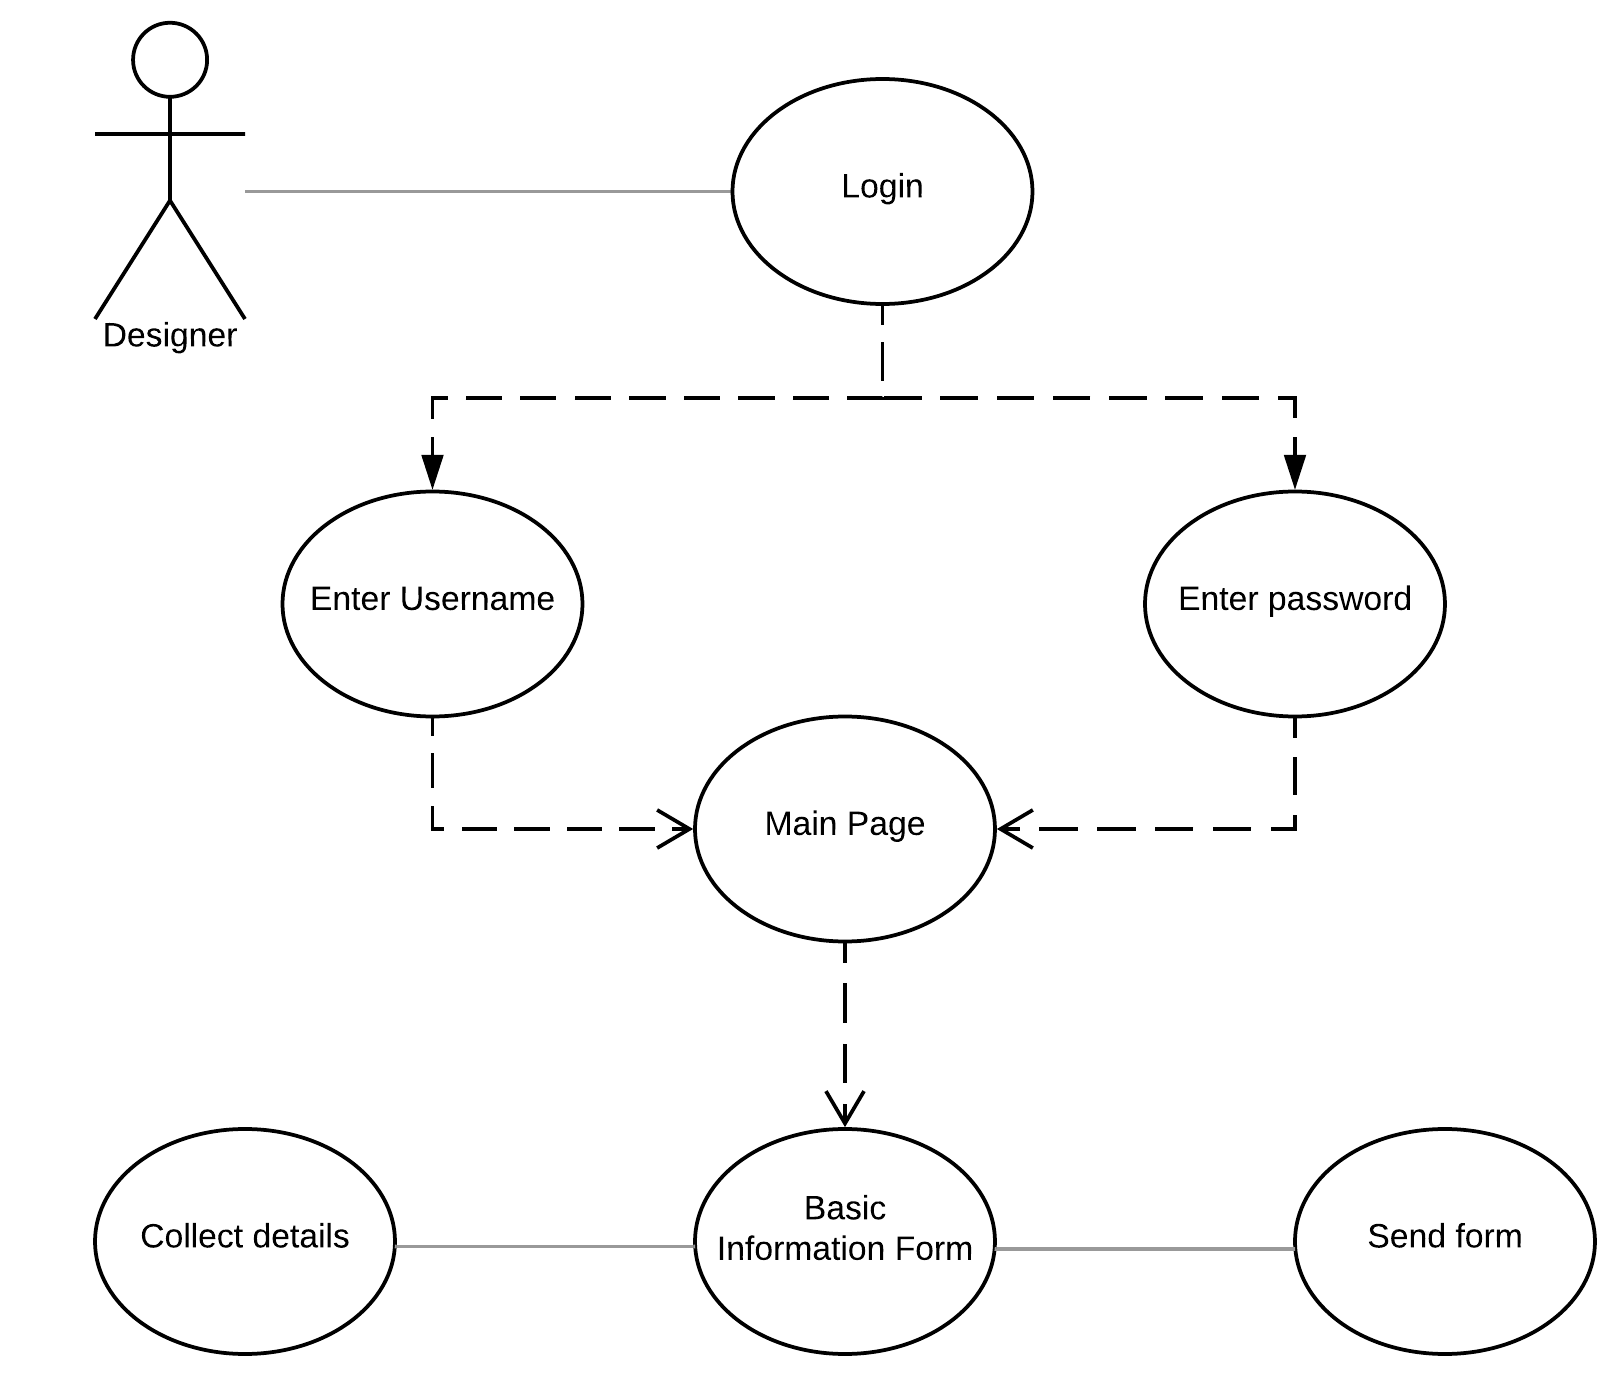 Login
Designer
Enter Username
Enter password
Main Page
Collect details
Basic
Information Form
Send form